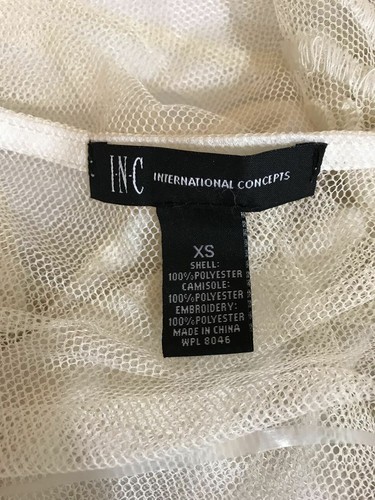 I·N·C INTERNATIONAL CONCEPTS
XS
SHELL:
100%POLYESTER
CAMISOLE:
100%POLYESTER
EMBROIDERY:
100%POLYESTER
MADE IN CHINA
WPL 8046